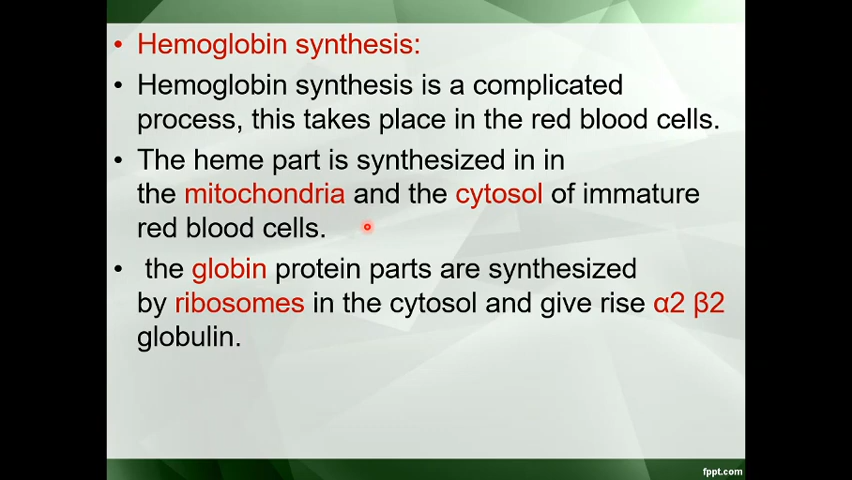 • Hemoglobin synthesis:
• Hemoglobin synthesis is a complicated
process, this takes place in the red blood cells.
• The heme part is synthesized in in
the mitochondria and the cytosol of immature
red blood cells.
• the globin protein parts are synthesized
by ribosomes in the cytosol and give rise α2 β2
globulin.
fppt.com